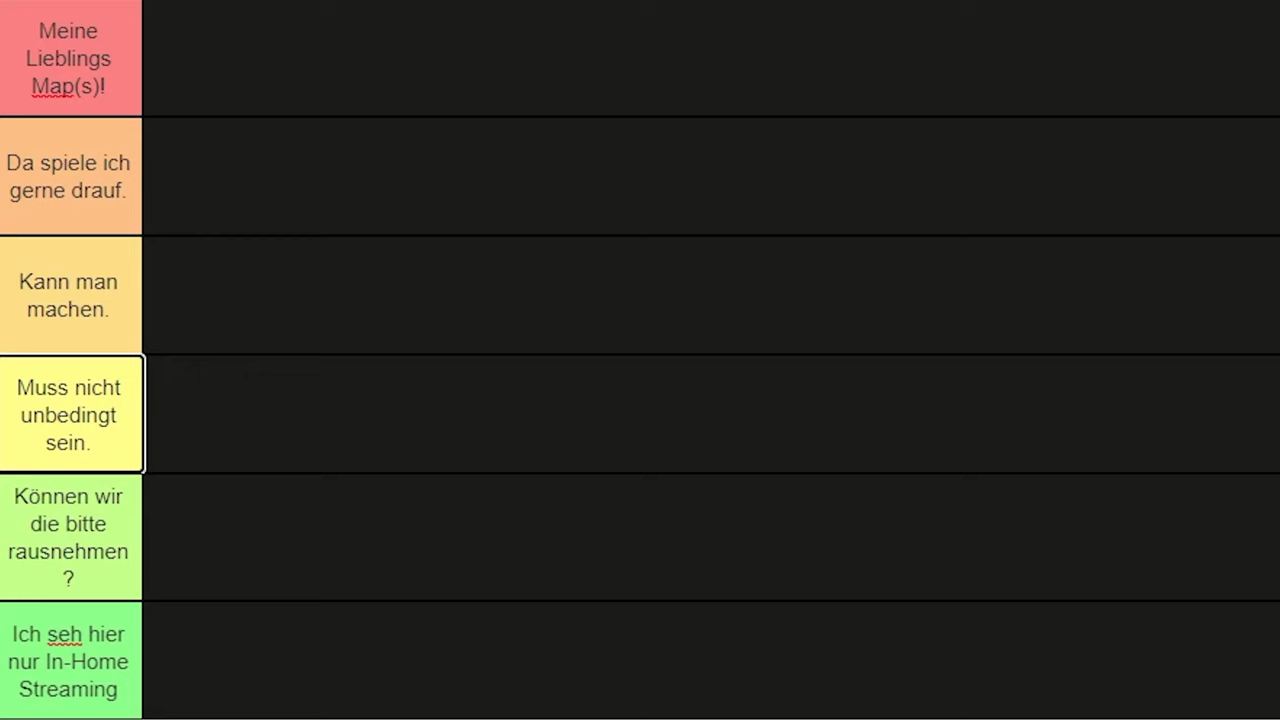 Meine
Lieblings
Map(s)!
Da spiele ich
gerne drauf.
Kann man
machen.
Muss nicht
unbedingt
sein.
Können wir
die bitte
rausnehmen
?
Ich seh hier
nur In-Home
Streaming